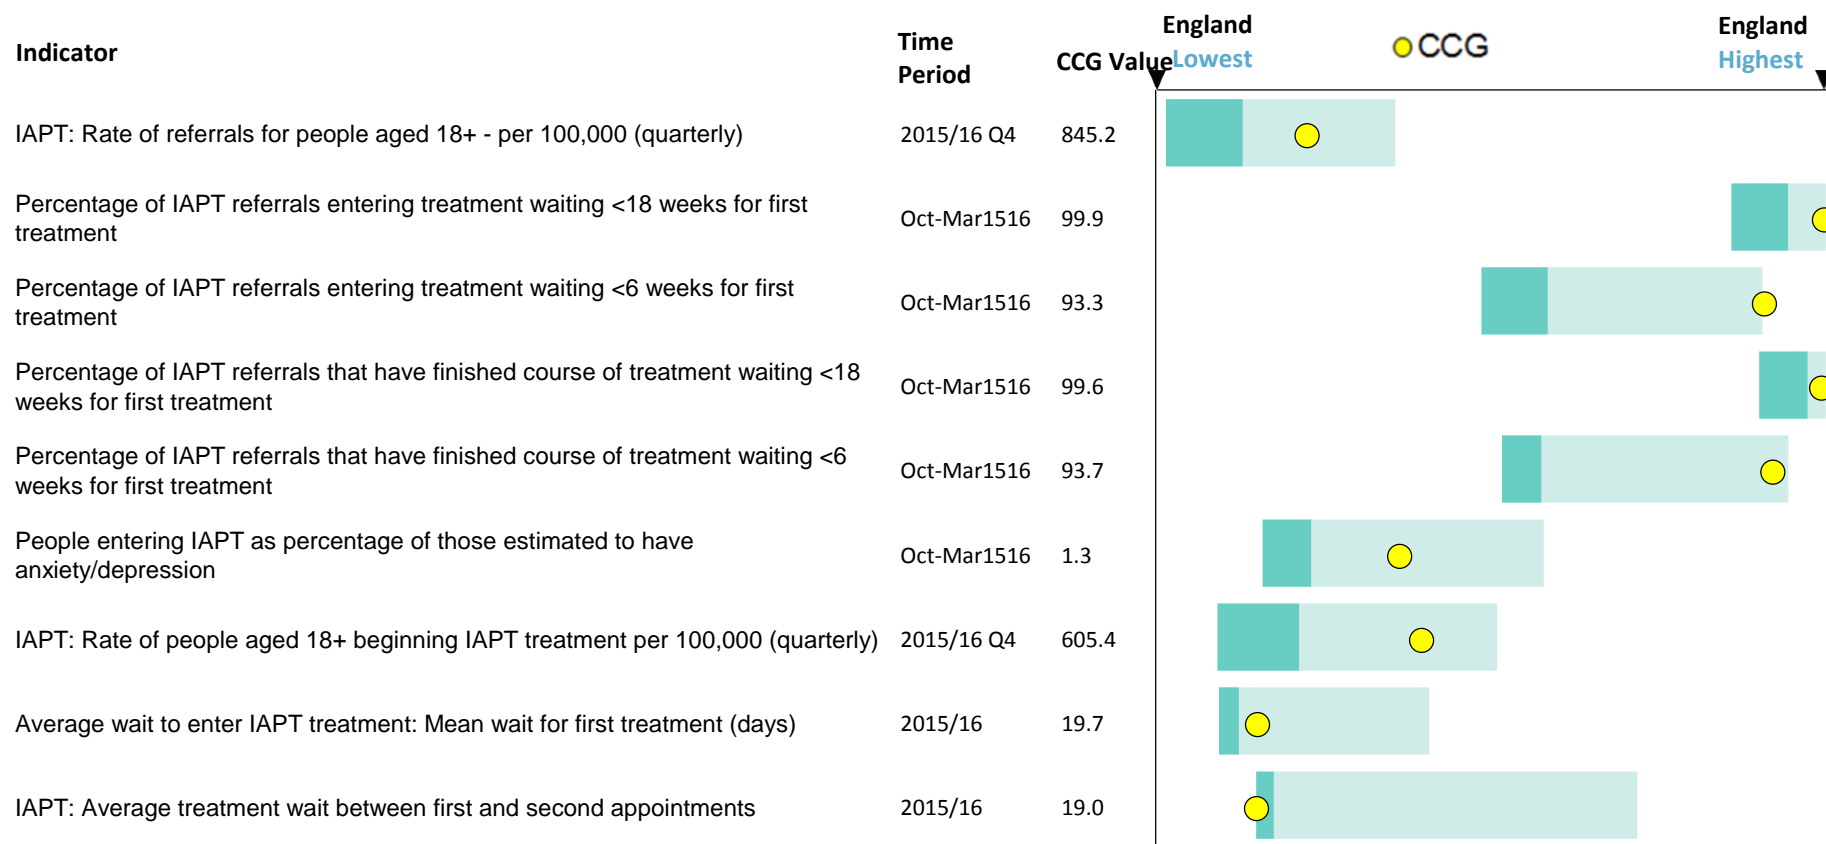 Indicator
Time
Period
CCG Value
England
Lowest
CCG
England
Highest
IAPT: Rate of referrals for people aged 18+ - per 100,000 (quarterly) 2015/16 Q4 845.2
Percentage of IAPT referrals entering treatment waiting <18 weeks for first
treatment
Oct-Mar1516 99.9
Percentage of IAPT referrals entering treatment waiting <6 weeks for first
treatment
Oct-Mar1516 93.3
Percentage of IAPT referrals that have finished course of treatment waiting <18
weeks for first treatment
Oct-Mar1516 99.6
Percentage of IAPT referrals that have finished course of treatment waiting <6
weeks for first treatment
Oct-Mar1516 93.7
People entering IAPT as percentage of those estimated to have
anxiety/depression
Oct-Mar1516 1.3
IAPT: Rate of people aged 18+ beginning IAPT treatment per 100,000 (quarterly) 2015/16 Q4 605.4
Average wait to enter IAPT treatment: Mean wait for first treatment (days) 2015/16 19.7
IAPT: Average treatment wait between first and second appointments 2015/16 19.0